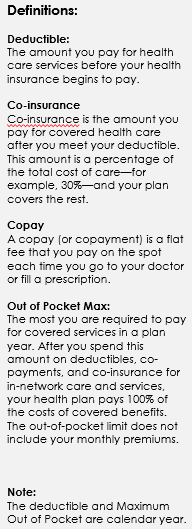 Definitions:
Deductible:
The amount you pay for health
care services before your health
insurance begins to pay.
Co-insurance
Co-insurance is the amount you
pay for covered health care
after you meet your deductible.
This amount is a percentage of
the total cost of care—for
example, 30%—and your plan
covers the rest.
Copay
A copay (or copayment) is a flat
fee that you pay on the spot
each time you go to your doctor
or fill a prescription.
Out of Pocket Max:
The most you are required to pay
for covered services in a plan
year. After you spend this
amount on deductibles, co-
payments, and co-insurance for
in-network care and services,
your health plan pays 100% of
the costs of covered benefits.
The out-of-pocket limit does not
include your monthly premiums.
Note:
The deductible and Maximum
Out of Pocket are calendar year.